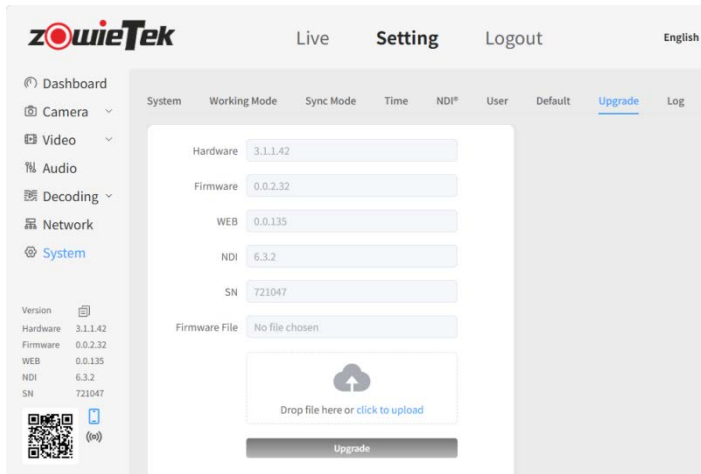 zowieTek
Live Setting Logout English
Dashboard
Camera
Video
Audio
Decoding
Network
System
Version
Hardware 3.1.1.42
Firmware 0.0.2.32
WEB 0.0.135
NDI 6.3.2
SN 721047
System Working Mode Sync Mode Time NDI® User Default Upgrade Log
Hardware 3.1.1.42
Firmware 0.0.2.32
WEB 0.0.135
NDI 6.3.2
SN 721047
Firmware File No file chosen
Drop file here or click to upload
Upgrade